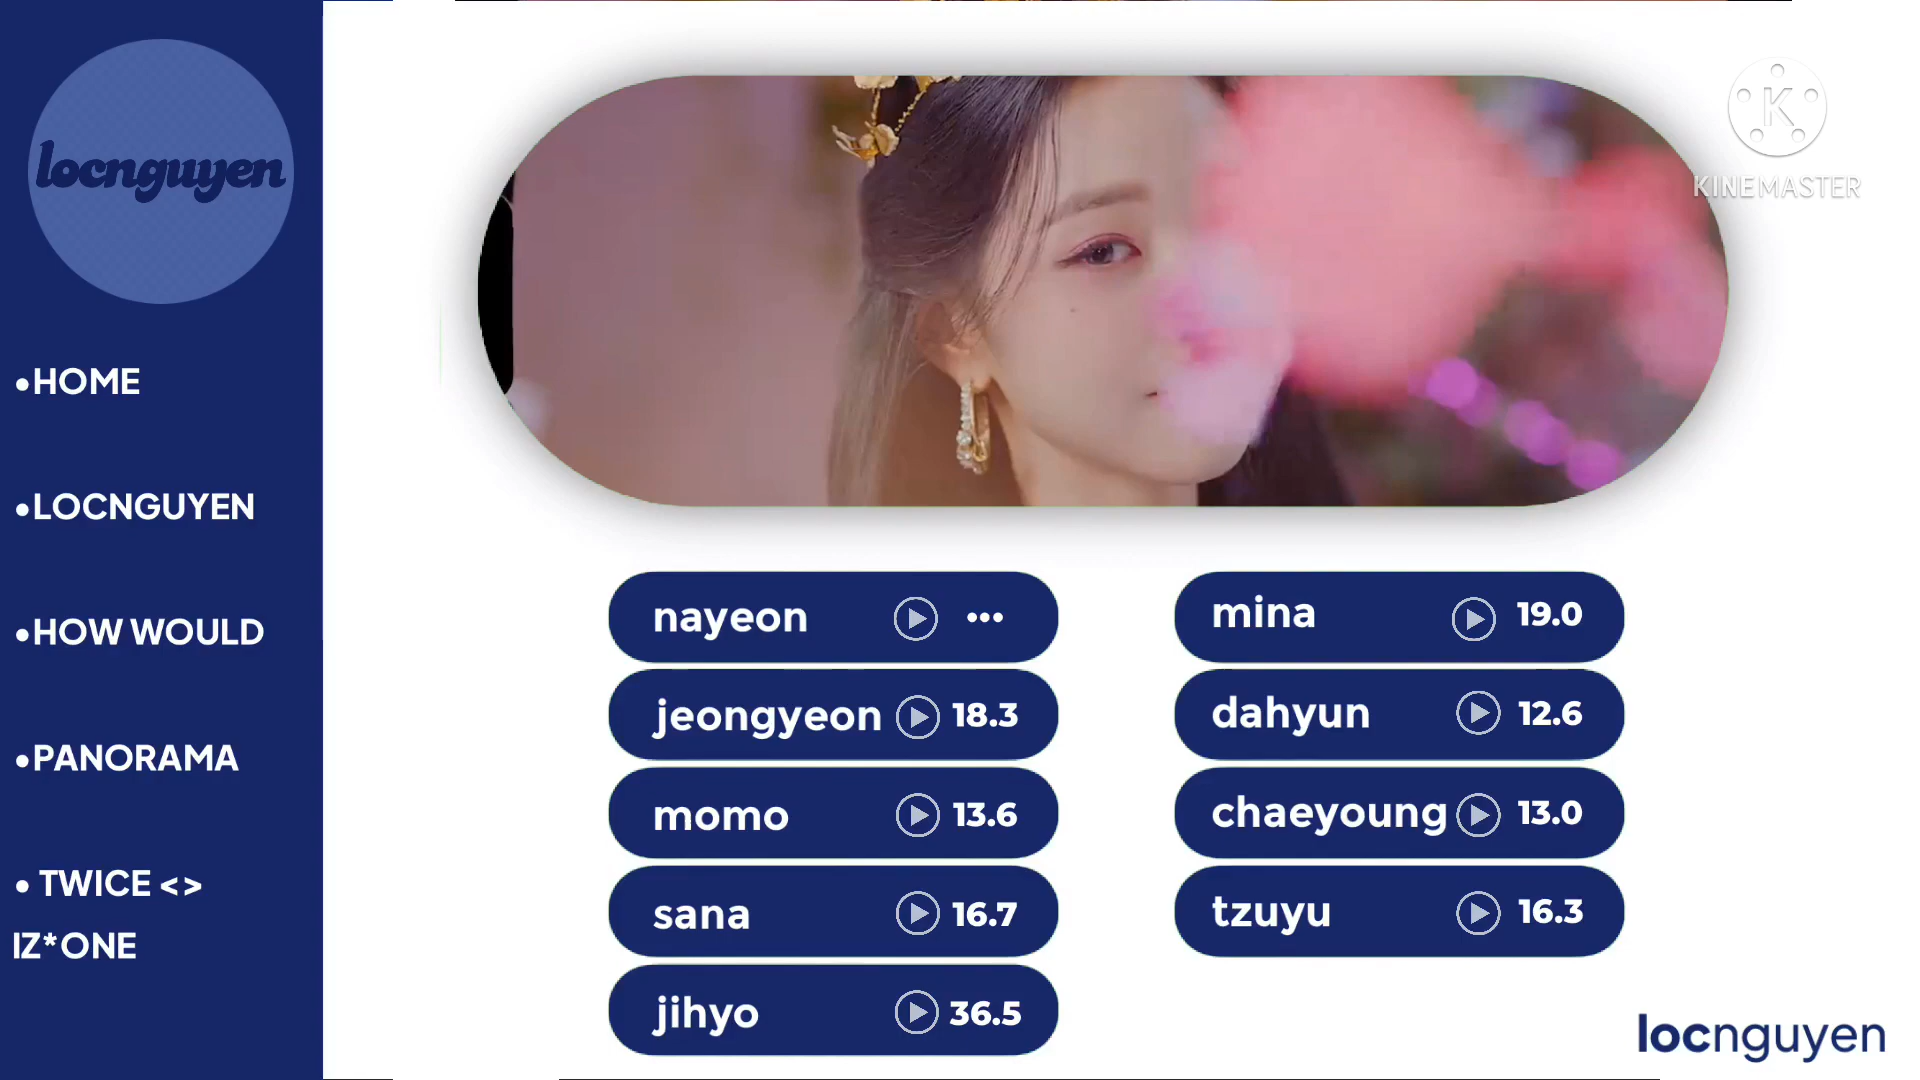 locnguyen
•HOME
•LOCNGUYEN
•HOW WOULD
•PANORAMA
• TWICE <>
IZ*ONE
KINEMASTER
nayeon •••
jeongyeon 18.3
momo 13.6
sana 16.7
jihyo 36.5
mina 19.0
dahyun 12.6
chaeyoung 13.0
tzuyu 16.3
locnguyen